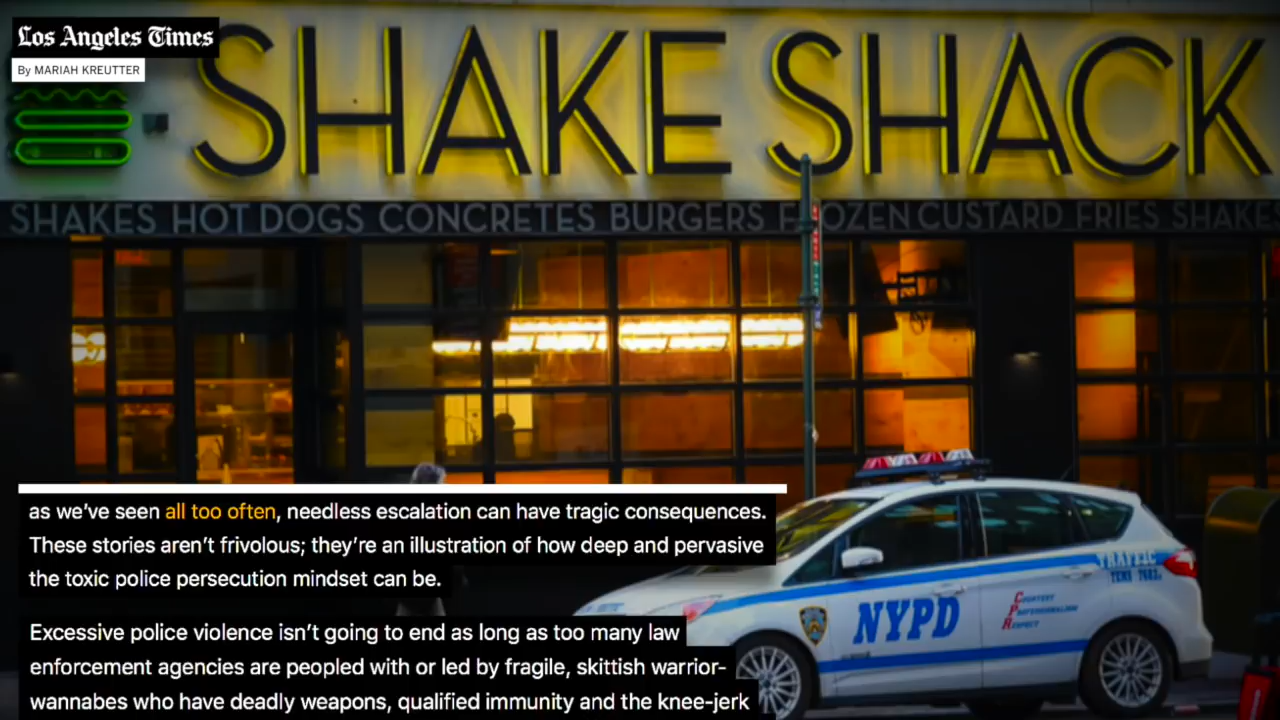 Los Angeles Times
By MARIAH KREUTTER
SHAKE SHACK
SHAKES HOT DOGS CONCRETES BURGERS FROZEN CUSTARD FRIES SHAKES
as we've seen all too often, needless escalation can have tragic consequences.
These stories aren't frivolous; they're an illustration of how deep and pervasive
the toxic police persecution mindset can be.
Excessive police violence isn't going to end as long as too many law
enforcement agencies are peopled with or led by fragile, skittish warrior-
wannabes who have deadly weapons, qualified immunity and the knee-jerk
TRAFFIC
NYPD
COURTESY
PROFESSIONALISM
RESPECT